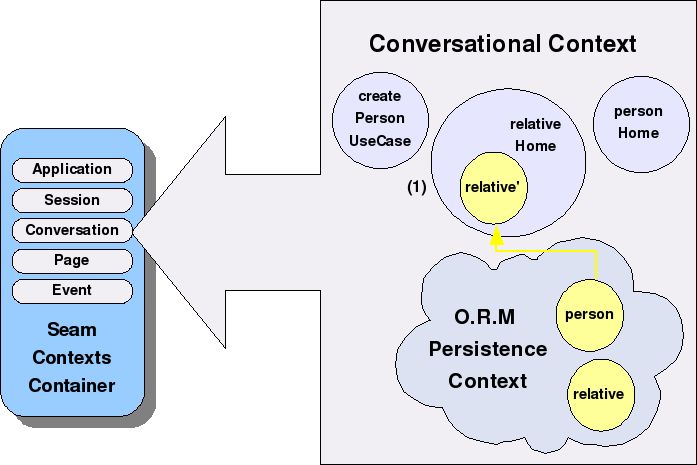 Conversational Context
create
Person
UseCase
relative
Home
person
Home
(1)
relative'
Application
Session
Conversation
Page
Event
Seam
Contexts
Container
O.R.M
Persistence
Context
person
relative